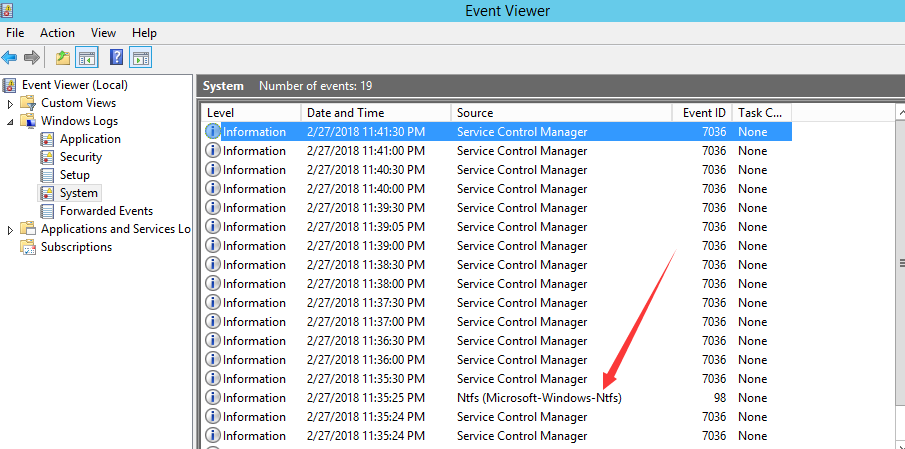 Event Viewer
File Action View Help
Event Viewer (Local)
Custom Views
Windows Logs
Application
Security
Setup
System
Forwarded Events
Applications and Services Lo
Subscriptions
System Number of events: 19
Level Date and Time Source Event ID Task C...
Information 2/27/2018 11:41:30 PM Service Control Manager 7036 None
Information 2/27/2018 11:41:00 PM Service Control Manager 7036 None
Information 2/27/2018 11:40:30 PM Service Control Manager 7036 None
Information 2/27/2018 11:40:00 PM Service Control Manager 7036 None
Information 2/27/2018 11:39:30 PM Service Control Manager 7036 None
Information 2/27/2018 11:39:05 PM Service Control Manager 7036 None
Information 2/27/2018 11:39:00 PM Service Control Manager 7036 None
Information 2/27/2018 11:38:30 PM Service Control Manager 7036 None
Information 2/27/2018 11:38:00 PM Service Control Manager 7036 None
Information 2/27/2018 11:37:30 PM Service Control Manager 7036 None
Information 2/27/2018 11:37:00 PM Service Control Manager 7036 None
Information 2/27/2018 11:36:30 PM Service Control Manager 7036 None
Information 2/27/2018 11:36:00 PM Service Control Manager 7036 None
Information 2/27/2018 11:35:30 PM Service Control Manager 7036 None
Information 2/27/2018 11:35:25 PM Ntfs (Microsoft-Windows-Ntfs) 98 None
Information 2/27/2018 11:35:24 PM Service Control Manager 7036 None
Information 2/27/2018 11:35:24 PM Service Control Manager 7036 None